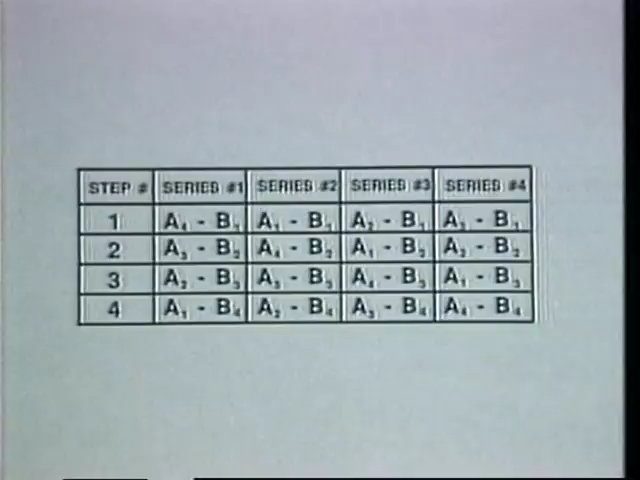 STEP # SERIES #1 SERIES #2 SERIES #3 SERIES #4
1 A₄ - B₁ A₁ - B₁ A₂ - B₁ A₃ - B₁
2 A₃ - B₂ A₄ - B₂ A₁ - B₂ A₂ - B₂
3 A₂ - B₃ A₃ - B₃ A₄ - B₃ A₁ - B₃
4 A₁ - B₄ A₂ - B₄ A₃ - B₄ A₄ - B₄